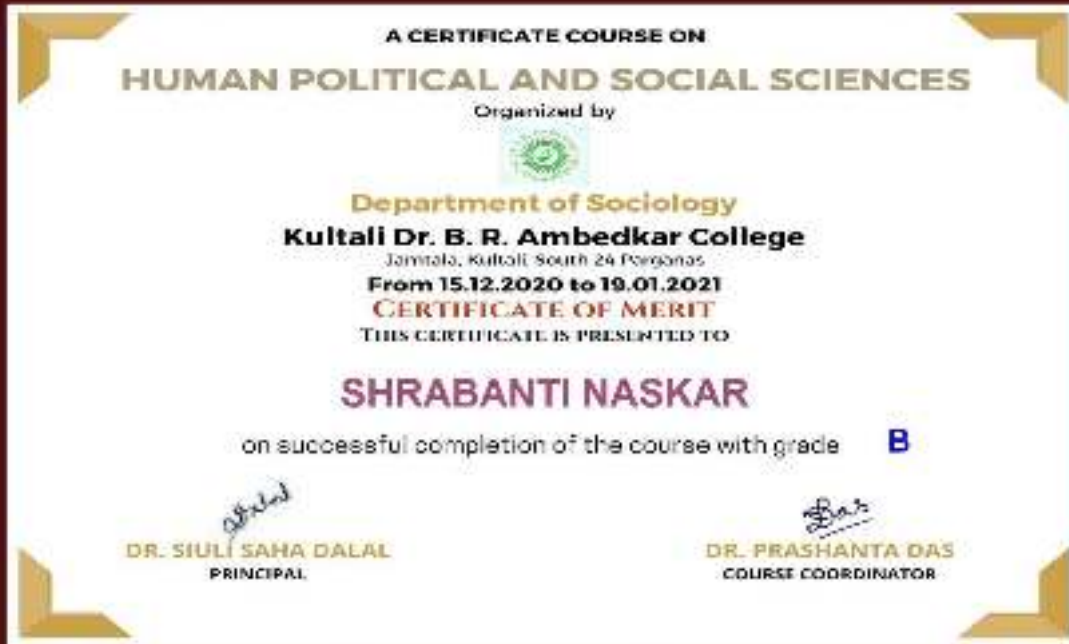 A CERTIFICATE COURSE ON
HUMAN POLITICAL AND SOCIAL SCIENCES
Organized by
Department of Sociology
Kultali Dr. B. R. Ambedkar College
Jamtala, Kultali, South 24 Parganas
From 15.12.2020 to 19.01.2021
CERTIFICATE OF MERIT
THIS CERTIFICATE IS PRESENTED TO
SHRABANTI NASKAR
on successful completion of the course with grade B
DR. SIULI SAHA DALAL
PRINCIPAL
Das
DR. PRASHANTA DAS
COURSE COORDINATOR